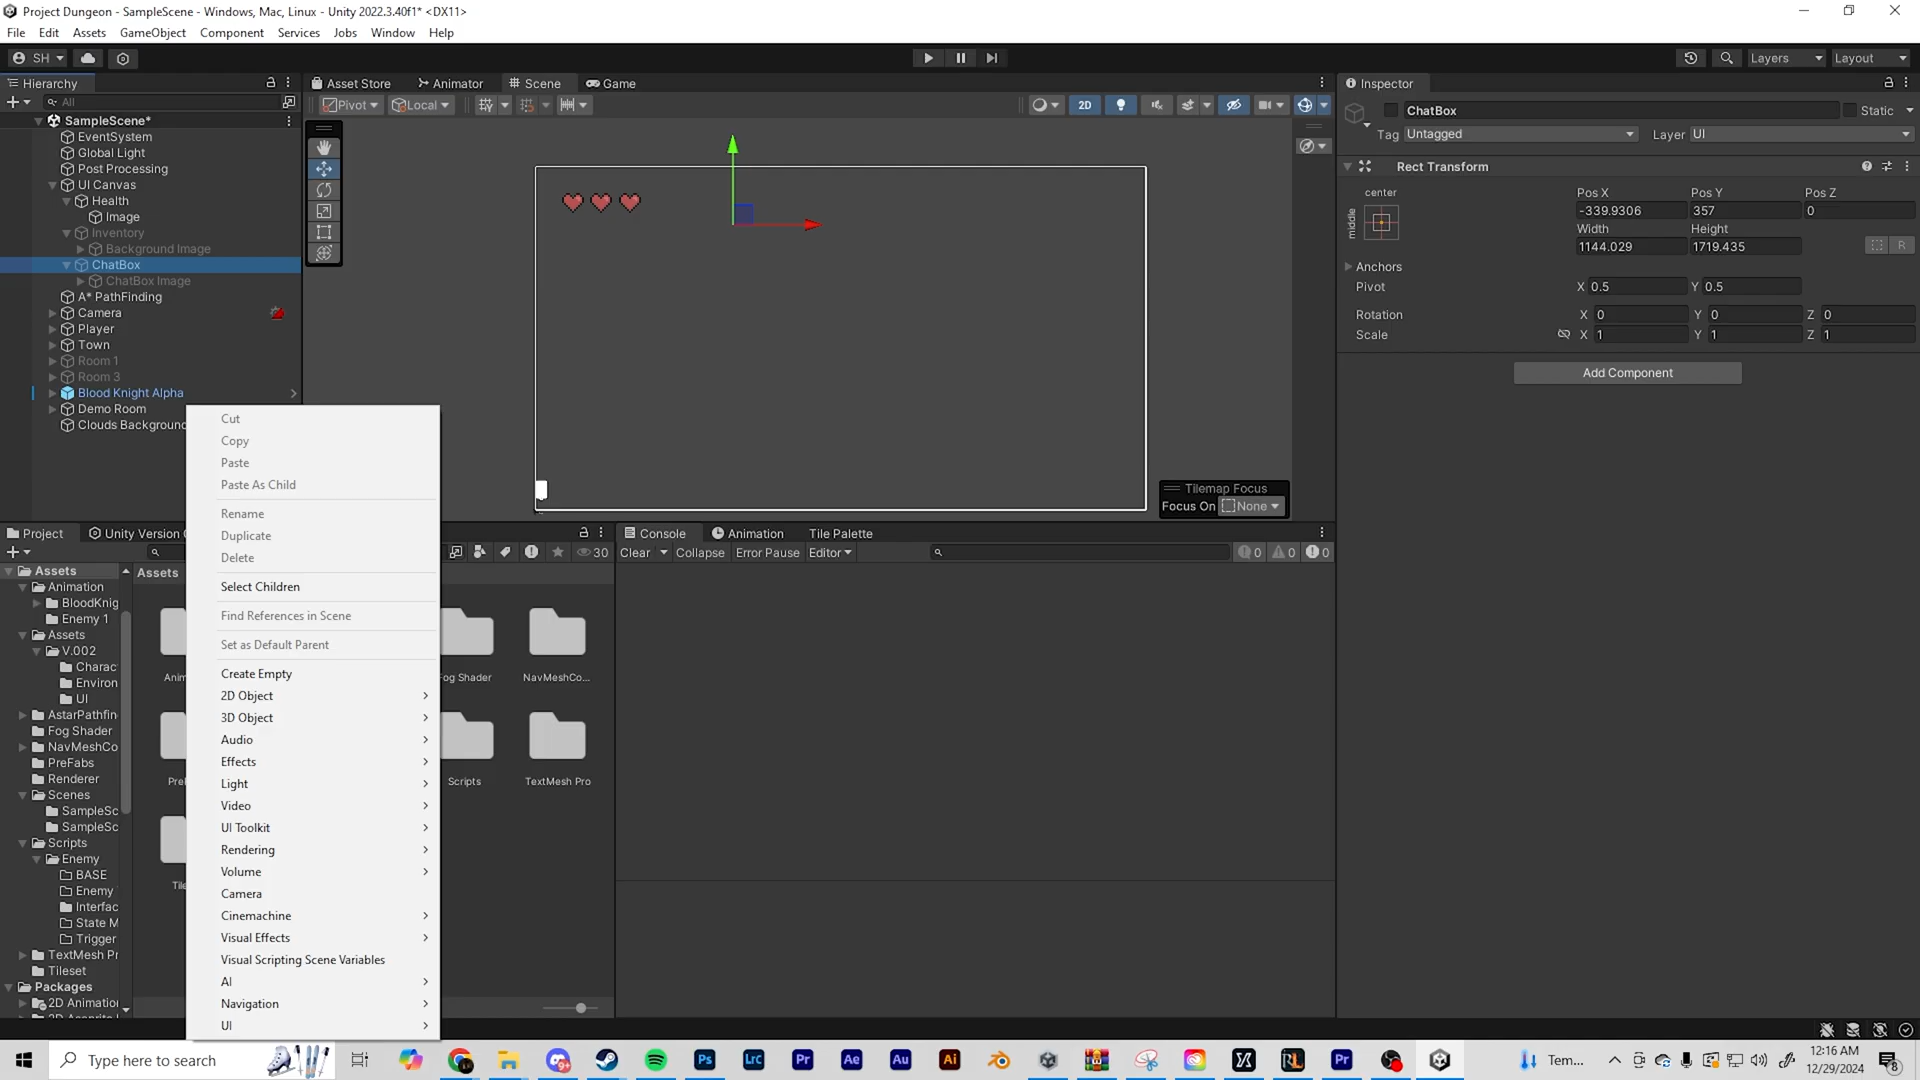 Project Dungeon - SampleScene - Windows, Mac, Linux - Unity 2022.3.40f1* <DX11>
File Edit Assets GameObject Component Services Jobs Window Help
SH
Layers
Layout
Hierarchy
All
SampleScene*
EventSystem
Global Light
Post Processing
UI Canvas
Health
Image
Inventory
Background Image
ChatBox
ChatBox Image
A* PathFinding
Camera
Player
Town
Room 1
Room 3
Blood Knight Alpha
Demo Room
Clouds Background
Asset Store
Animator
Scene
Game
Pivot
Local
2D
Tilemap Focus
Focus On
None
Inspector
ChatBox
Static
Tag
Untagged
Layer
UI
Rect Transform
center
middle
Pos X Pos Y Pos Z
-339.9306 357 0
Width Height
1144.029 1719.435
R
Anchors
Pivot X 0.5 Y 0.5
Rotation X 0 Y 0 Z 0
Scale X 1 Y 1 Z 1
Add Component
Cut
Copy
Paste
Paste As Child
Rename
Duplicate
Delete
Select Children
Find References in Scene
Set as Default Parent
Create Empty
2D Object
3D Object
Audio
Effects
Light
Video
UI Toolkit
Rendering
Volume
Camera
Cinemachine
Visual Effects
Visual Scripting Scene Variables
AI
Navigation
UI
Project
Unity Version C
30
Assets
Animation
BloodKnig
Enemy 1
Assets
V.002
Charac
Environ
UI
AstarPathfin
Fog Shader
NavMeshCo
PreFabs
Renderer
Scenes
SampleSc
SampleSc
Scripts
Enemy
BASE
Enemy
Interfac
State M
Trigger
TextMesh Pr
Tileset
Packages
2D Animatio
Assets
Anim
Fog Shader
NavMeshCo...
Pre
Scripts
TextMesh Pro
Tile
Console
Animation
Tile Palette
Clear
Collapse
Error Pause
Editor
0
0
0
Type here to search
Ps
Lrc
Pr
Ae
Au
Ai
Pr
Tem...
12:16 AM
12/29/2024
8